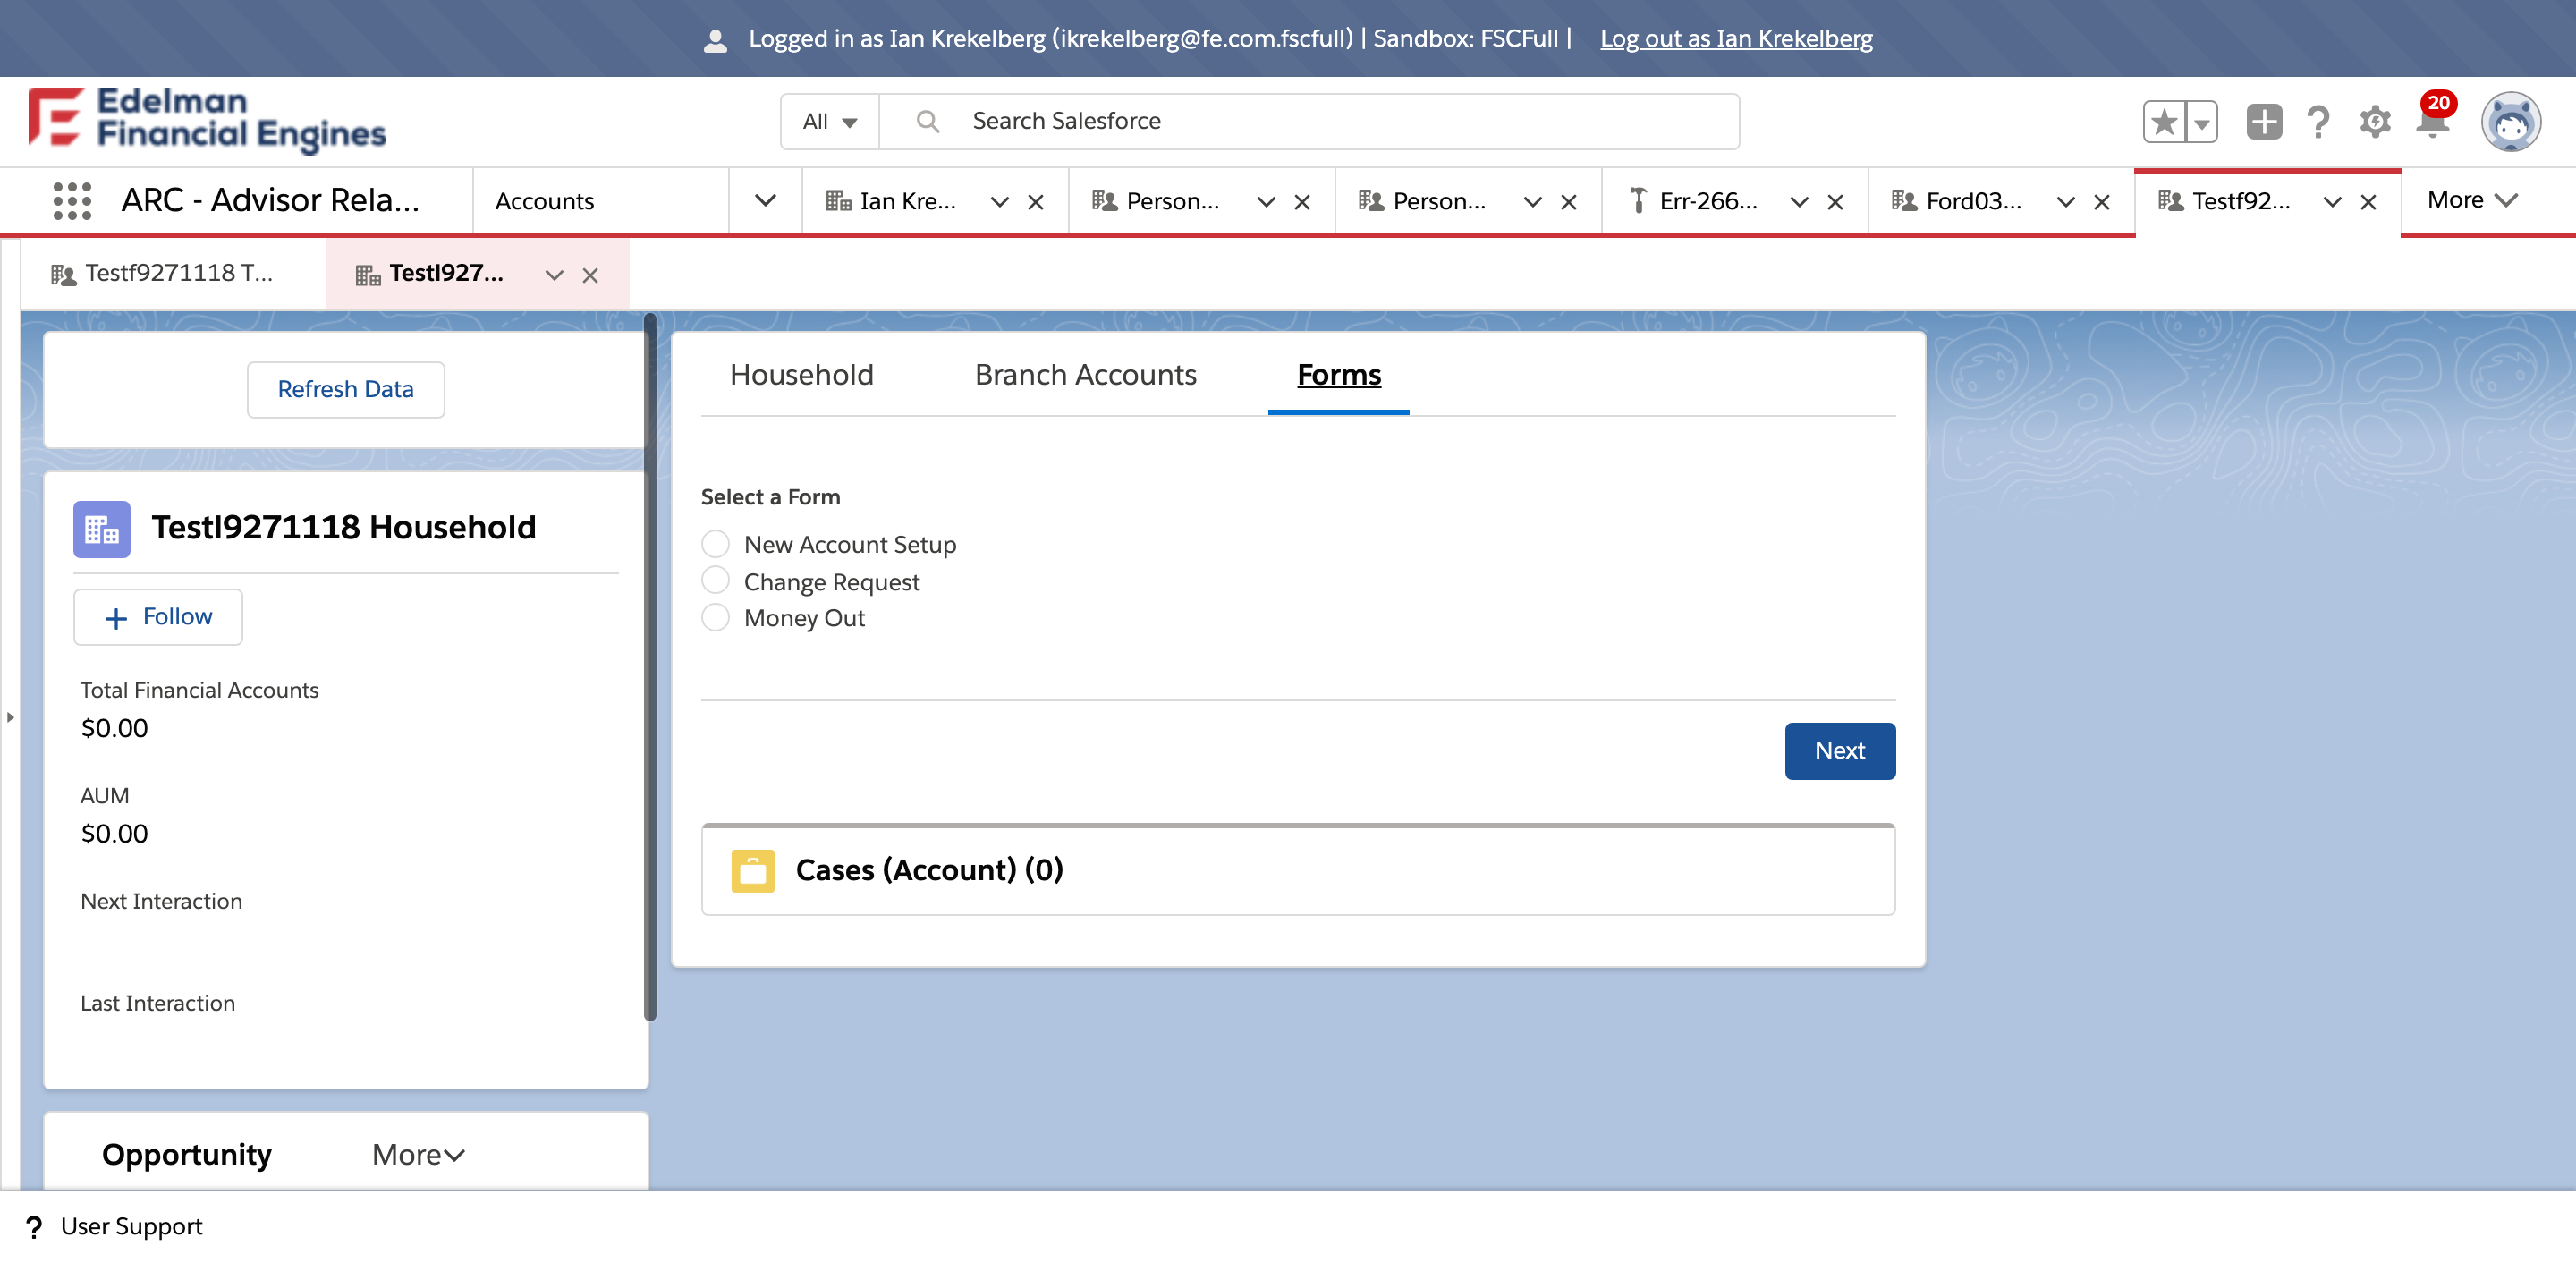 Logged in as Ian Krekelberg (ikrekelberg@fe.com.fscfull) | Sandbox: FSCFull | Log out as Ian Krekelberg
Edelman
Financial Engines
All
Search Salesforce
20
ARC - Advisor Rela...
Accounts
Ian Kre...
Person...
Person...
Err-266...
Ford03...
Testf92...
More
Testf9271118 T...
Testl927...
Refresh Data
Household
Branch Accounts
Forms
Testl9271118 Household
Follow
Total Financial Accounts
$0.00
AUM
$0.00
Next Interaction
Last Interaction
Select a Form
New Account Setup
Change Request
Money Out
Next
Cases (Account) (0)
Opportunity
More
? User Support